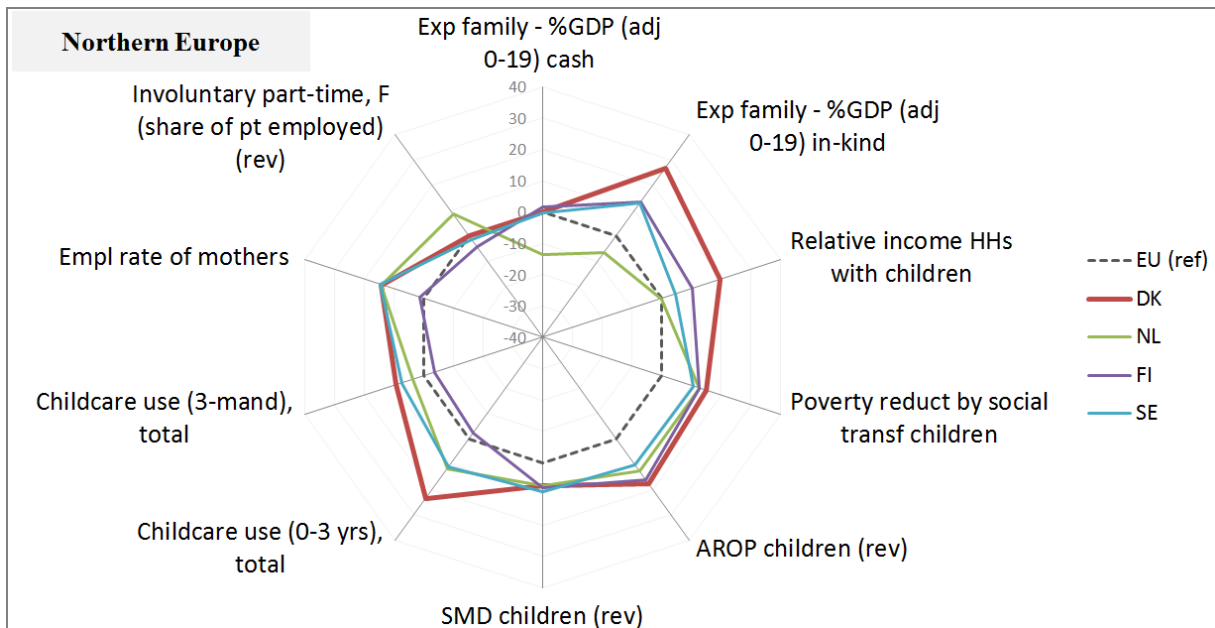 Northern Europe
Exp family - %GDP (adj
0-19) cash
Exp family - %GDP (adj
0-19) in-kind
Relative income HHs
with children
Poverty reduct by social
transf children
AROP children (rev)
SMD children (rev)
Childcare use (0-3 yrs),
total
Childcare use (3-mand),
total
Empl rate of mothers
Involuntary part-time, F
(share of pt employed)
(rev)
40
30
20
10
0
-10
-20
-30
-40
EU (ref)
DK
NL
FI
SE